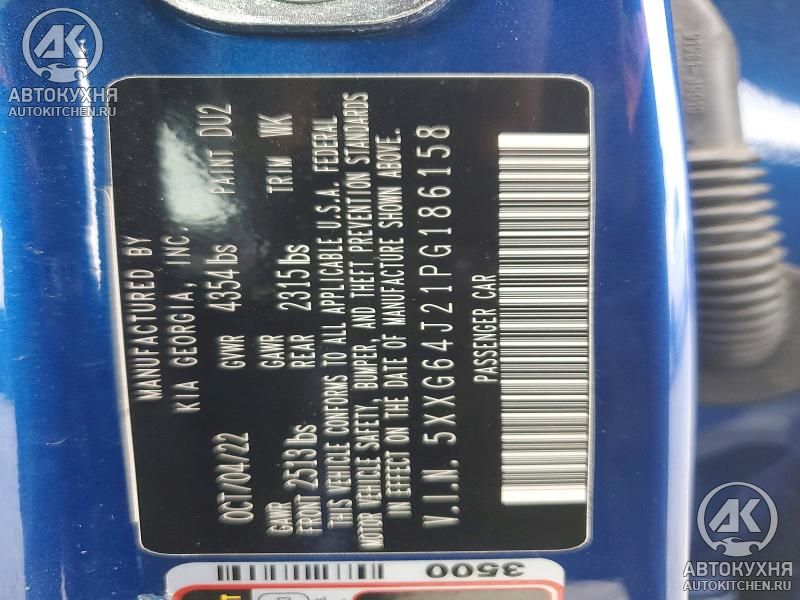 MANUFACTURED BY
KIA GEORGIA, INC.
OCT/04/22 GVWR 4354 lbs PAINT DU2
GAWR FRONT 2513 lbs GAWR REAR 2315 lbs TRIM WK
THIS VEHICLE CONFORMS TO ALL APPLICABLE U.S.A. FEDERAL
MOTOR VEHICLE SAFETY, BUMPER, AND THEFT PREVENTION STANDARDS
IN EFFECT ON THE DATE OF MANUFACTURE SHOWN ABOVE.
V.I.N. 5XXG64J21PG186158
PASSENGER CAR
3500
AK
АВТОКУХНЯ
AUTOKITCHEN.RU
AK
АВТОКУХНЯ
AUTOKITCHEN.RU